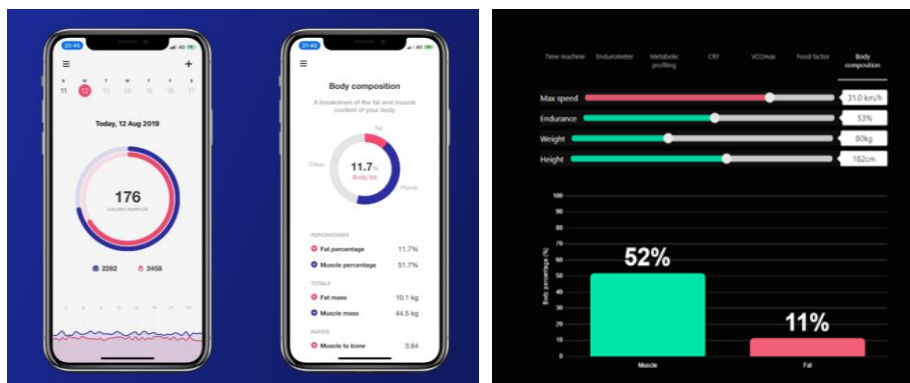 20:45
4G
S M T W T F S
11 12 13 14 15 16 17
Today, 12 Aug 2019
176
CALORIC SURPLUS
2282 2458
21:40
4G
Body composition
A breakdown of the fat and muscle
content of your body
Fat
Other
11.7%
Body fat
Muscle
PERCENTAGES
Fat percentage 11.7%
Muscle percentage 51.7%
TOTALS
Fat mass 10.1 kg
Muscle mass 44.5 kg
RATIOS
Muscle to bone 3.64
Time machine Endurometer Metabolic profiling CRF VO2max Food factor Body composition
Max speed 31.0 km/h
Endurance 53%
Weight 80kg
Height 182cm
Body percentage (%)
100
90
80
70
60
50
40
30
20
10
0
52%
11%
Muscle Fat